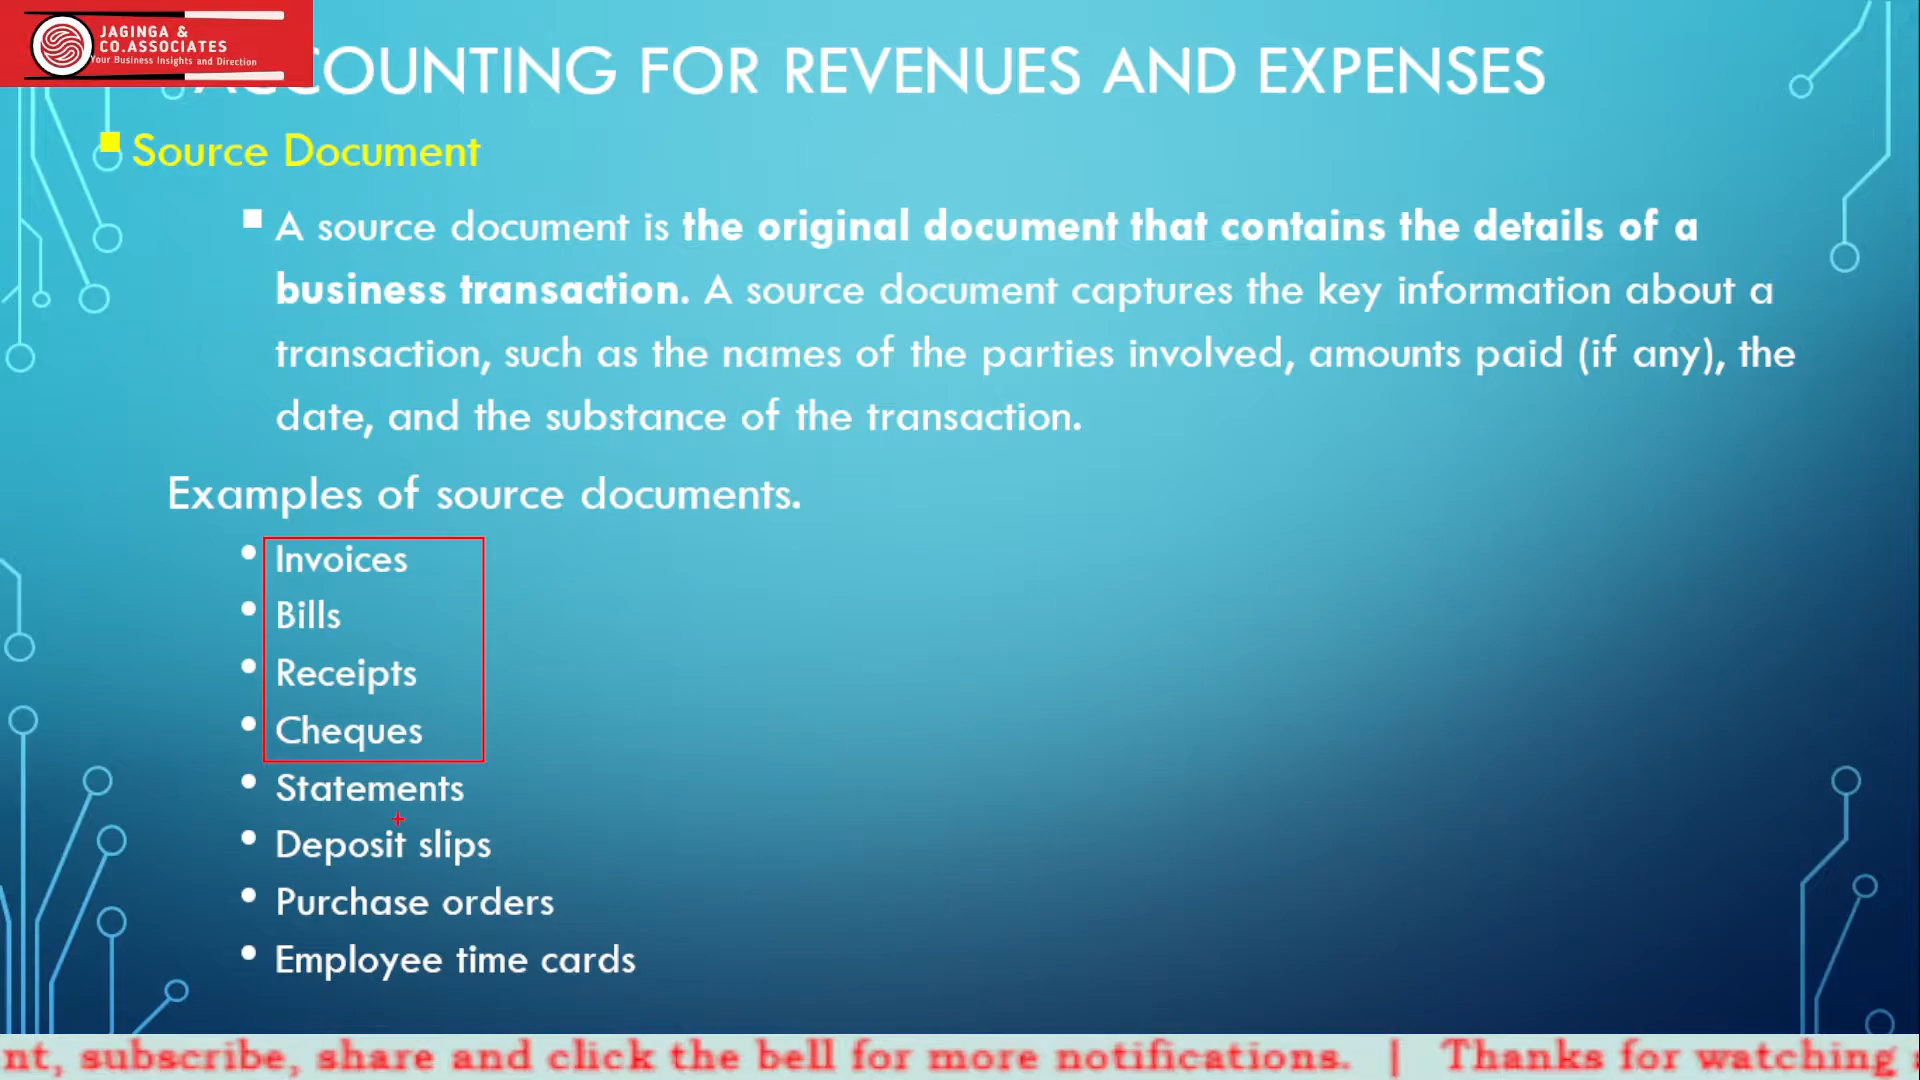 JAGINGA &
CO.ASSOCIATES
Your Business Insights and Direction
ACCOUNTING FOR REVENUES AND EXPENSES
Source Document
A source document is the original document that contains the details of a
business transaction. A source document captures the key information about a
transaction, such as the names of the parties involved, amounts paid (if any), the
date, and the substance of the transaction.
Examples of source documents.
Invoices
Bills
Receipts
Cheques
Statements
Deposit slips
Purchase orders
Employee time cards
nt, subscribe, share and click the bell for more notifications. | Thanks for watching